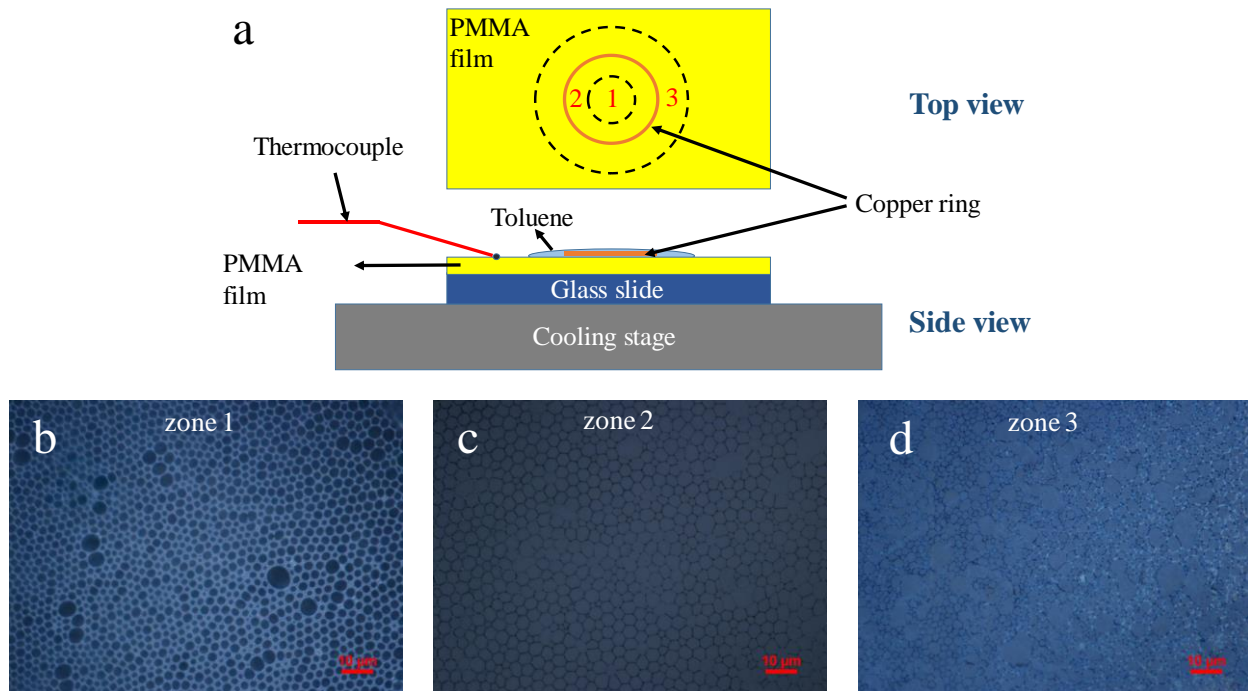 a
PMMA
film
2
1
3
Top view
Thermocouple
Toluene
Copper ring
PMMA
film
Glass slide
Side view
Cooling stage
b
zone 1
10 μm
c
zone 2
10 μm
d
zone 3
10 μm